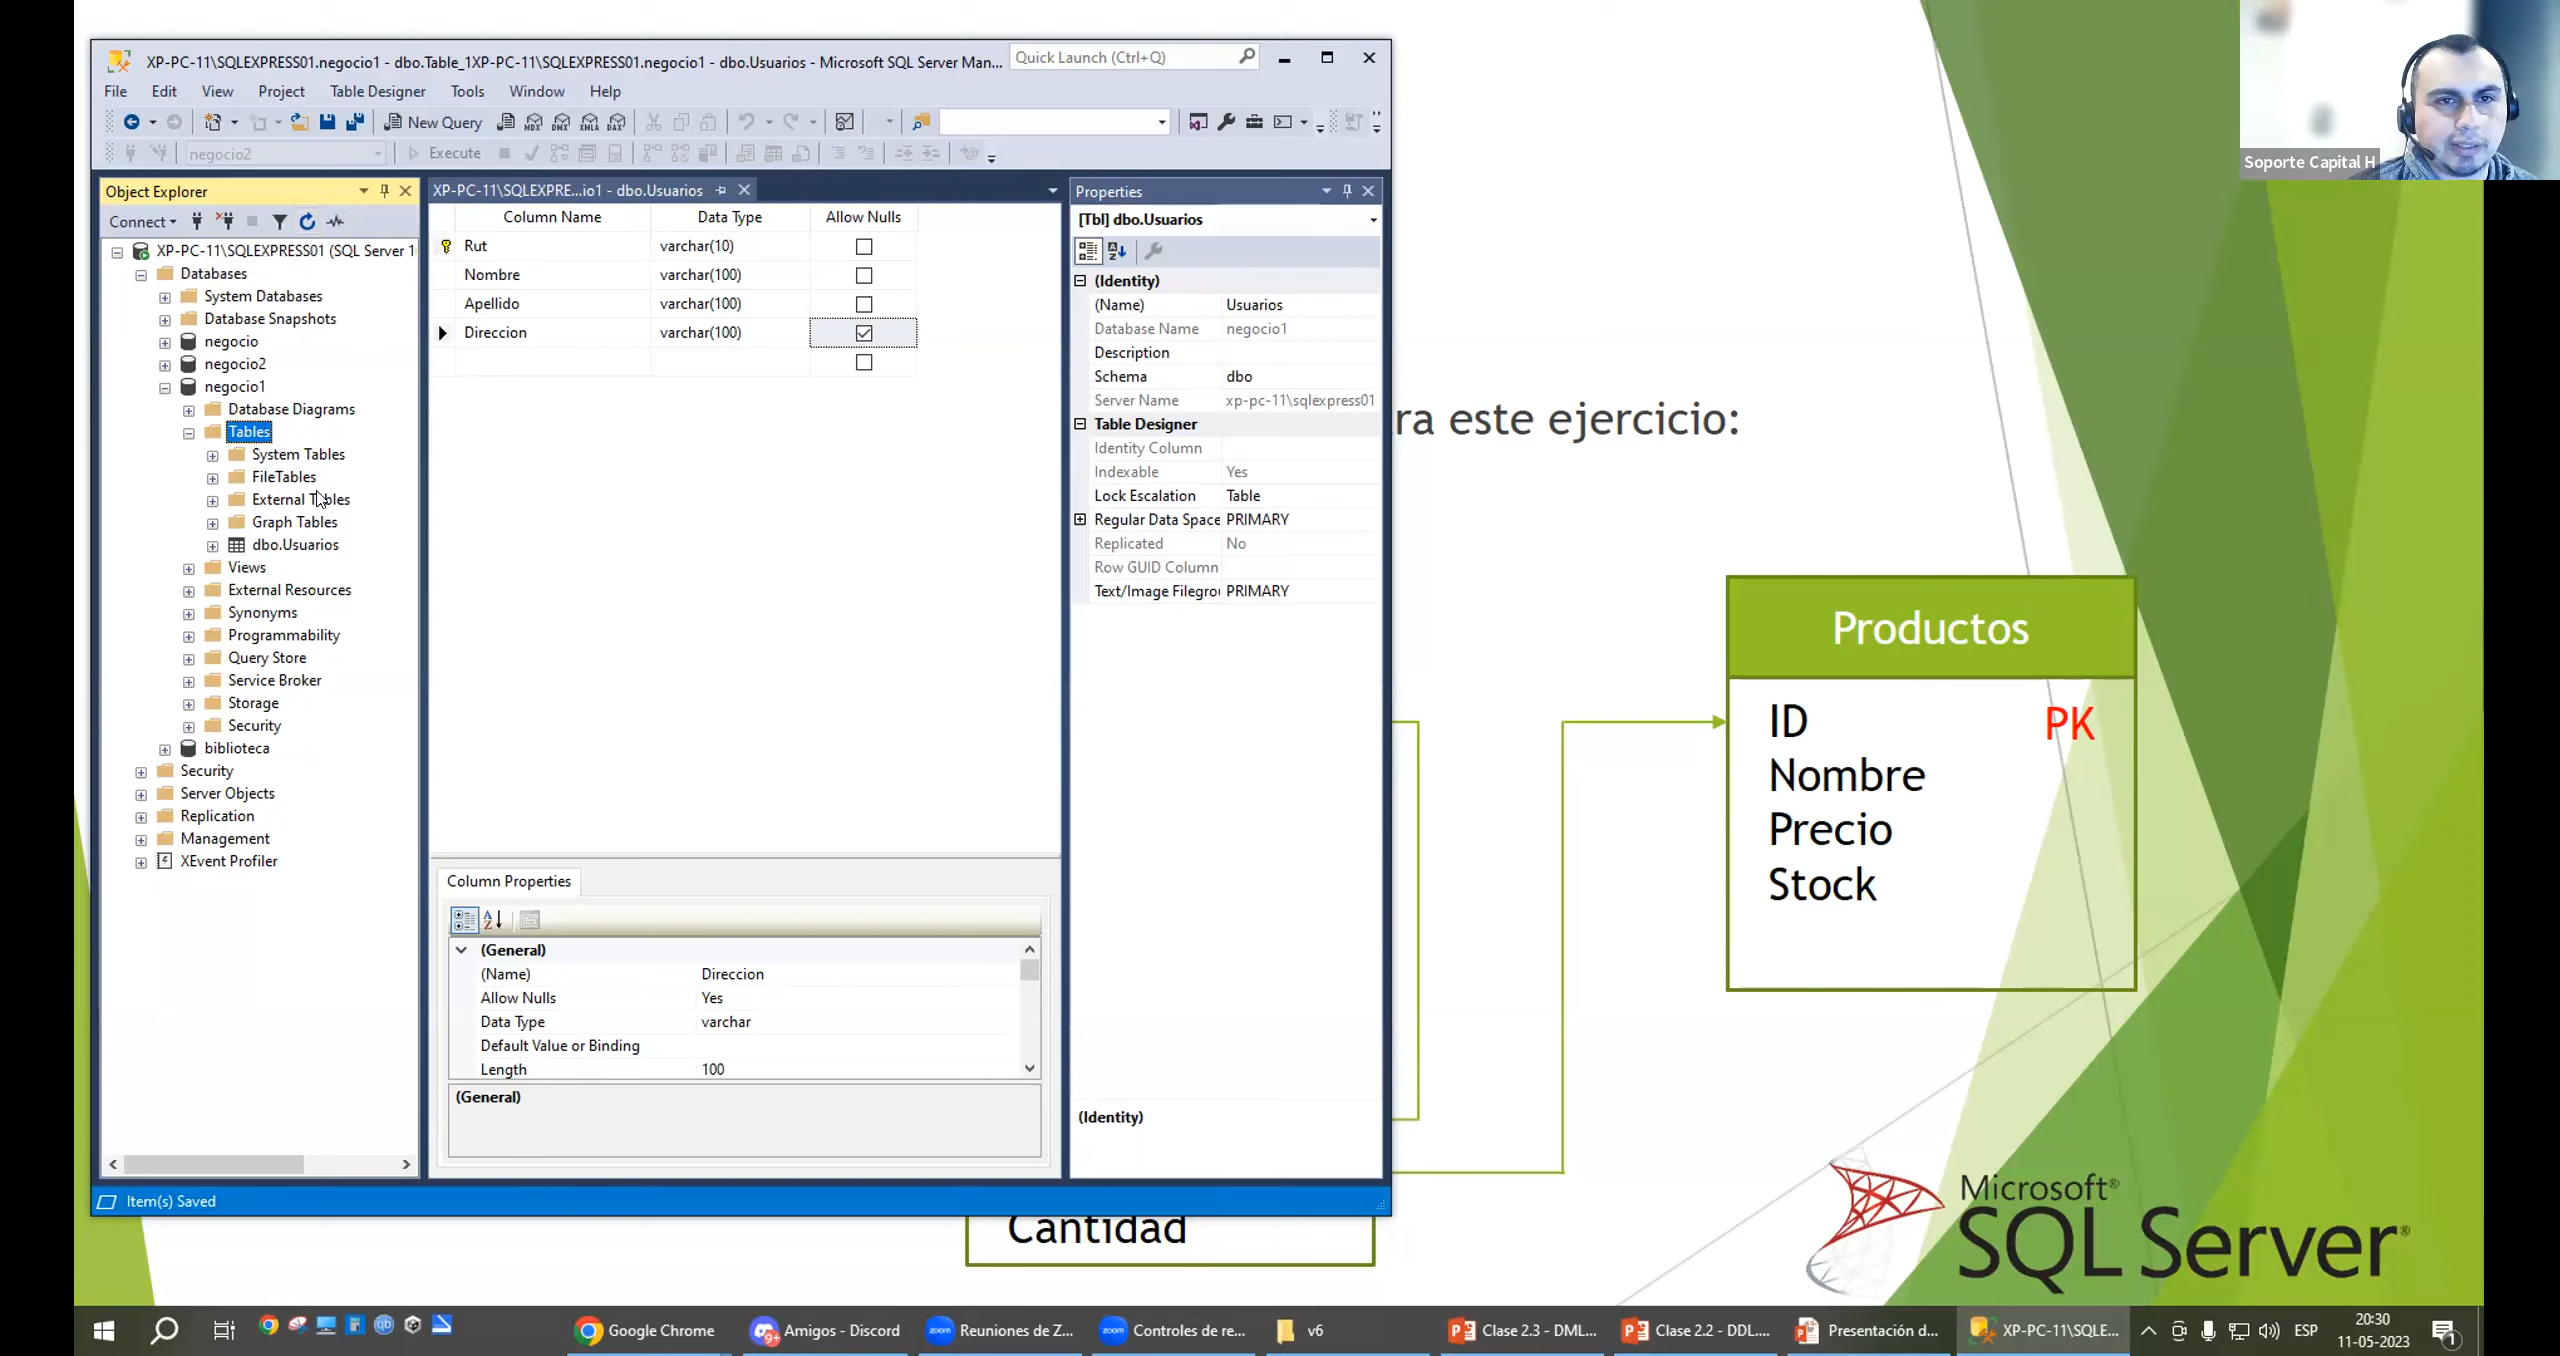 XP-PC-11\SQLEXPRESS01.negocio1 - dbo.Table_1XP-PC-11\SQLEXPRESS01.negocio1 - dbo.Usuarios - Microsoft SQL Server Man...
Quick Launch (Ctrl+Q)
File Edit View Project Table Designer Tools Window Help
New Query
MDX DMX XMLA DAX
negocio2
Execute
Object Explorer
Connect
XP-PC-11\SQLEXPRESS01 (SQL Server 1
Databases
System Databases
Database Snapshots
negocio
negocio2
negocio1
Database Diagrams
Tables
System Tables
FileTables
External Tables
Graph Tables
dbo.Usuarios
Views
External Resources
Synonyms
Programmability
Query Store
Service Broker
Storage
Security
biblioteca
Security
Server Objects
Replication
Management
XEvent Profiler
XP-PC-11\SQLEXPRE...io1 - dbo.Usuarios
Column Name Data Type Allow Nulls
Rut varchar(10)
Nombre varchar(100)
Apellido varchar(100)
Direccion varchar(100)
Column Properties
(General)
(Name) Direccion
Allow Nulls Yes
Data Type varchar
Default Value or Binding
Length 100
(General)
Properties
[Tbl] dbo.Usuarios
(Identity)
(Name) Usuarios
Database Name negocio1
Description
Schema dbo
Server Name xp-pc-11\sqlexpress01
Table Designer
Identity Column
Indexable Yes
Lock Escalation Table
Regular Data Space PRIMARY
Replicated No
Row GUID Column
Text/Image Filegro PRIMARY
(Identity)
Item(s) Saved
Soporte Capital H
ra este ejercicio:
Productos
ID PK
Nombre
Precio
Stock
Cantidad
Microsoft®
SQL Server®
Google Chrome
Amigos - Discord
zoom
Reuniones de Z...
zoom
Controles de re...
v6
Clase 2.3 - DML...
Clase 2.2 - DDL....
Presentación d...
XP-PC-11\SQLE...
ESP
20:30
11-05-2023
1